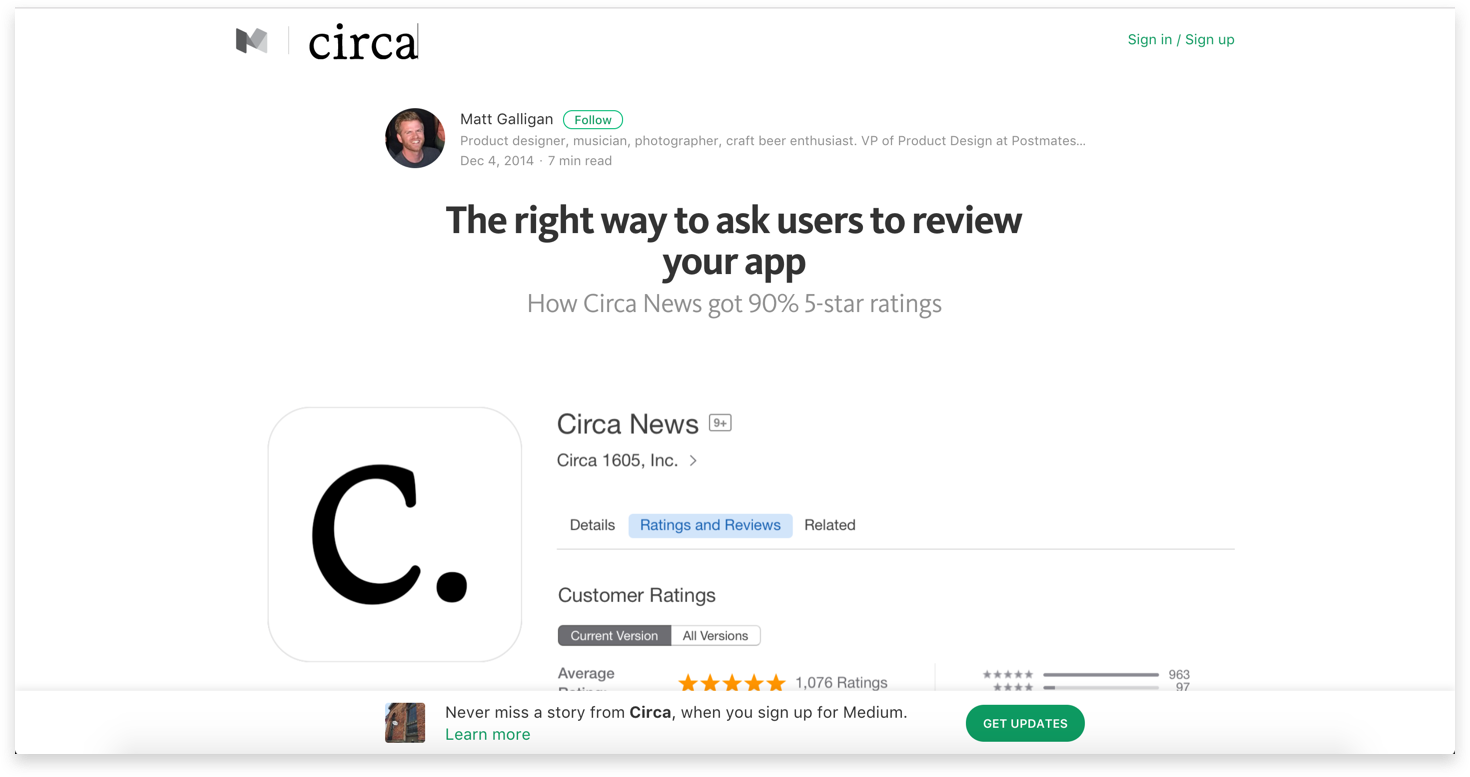 circa
Sign in / Sign up
Matt Galligan Follow
Product designer, musician, photographer, craft beer enthusiast. VP of Product Design at Postmates...
Dec 4, 2014 · 7 min read
The right way to ask users to review
your app
How Circa News got 90% 5-star ratings
C.
Circa News 9+
Circa 1605, Inc. >
Details Ratings and Reviews Related
Customer Ratings
Current Version All Versions
Average
Rating:
★★★★★ 1,076 Ratings
★★★★★ 963
★★★★ 97
Never miss a story from Circa, when you sign up for Medium.
Learn more
GET UPDATES